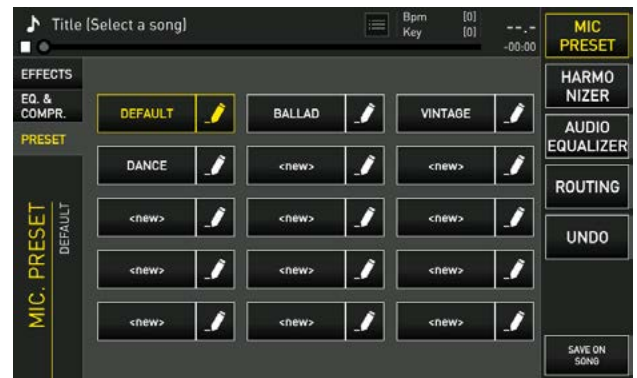 Title (Select a song)
Bpm [0]
Key [0]
--.-
-00:00
MIC
PRESET
EFFECTS
EQ. &
COMPR.
PRESET
MIC. PRESET
DEFAULT
DEFAULT
BALLAD
VINTAGE
DANCE
<new>
<new>
<new>
<new>
<new>
<new>
<new>
<new>
<new>
<new>
<new>
HARMO
NIZER
AUDIO
EQUALIZER
ROUTING
UNDO
SAVE ON
SONG